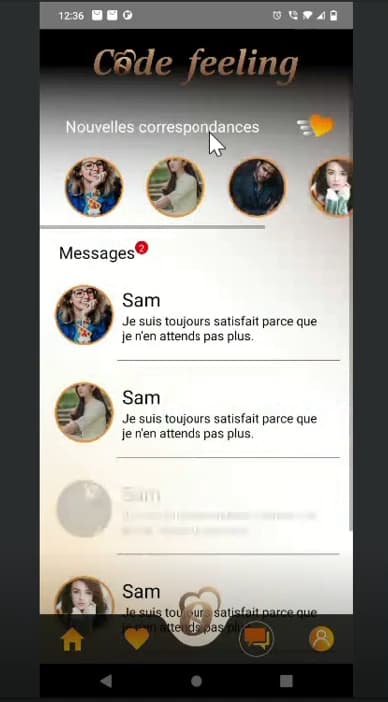 12:36
Code feeling
Nouvelles correspondances
Messages 2
Sam
Je suis toujours satisfait parce que
je n'en attends pas plus.
Sam
Je suis toujours satisfait parce que
je n'en attends pas plus.
Sam
Sam
Je suis toujours satisfait parce que
je n'en attends pas plus.